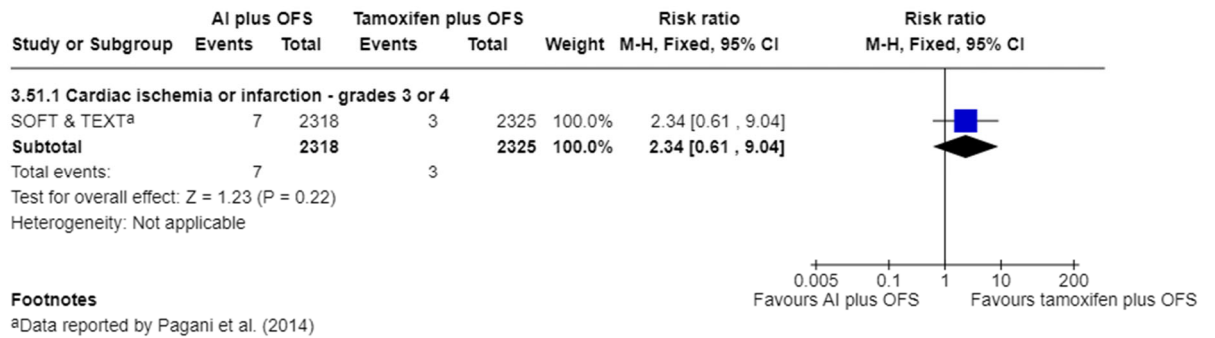 AI plus OFS Tamoxifen plus OFS Risk ratio Risk ratio
Study or Subgroup Events Total Events Total Weight M-H, Fixed, 95% CI M-H, Fixed, 95% CI
3.51.1 Cardiac ischemia or infarction - grades 3 or 4
SOFT & TEXTa 7 2318 3 2325 100.0% 2.34 [0.61 , 9.04]
Subtotal 2318 2325 100.0% 2.34 [0.61 , 9.04]
Total events: 7 3
Test for overall effect: Z = 1.23 (P = 0.22)
Heterogeneity: Not applicable
0.005 0.1 1 10 200
Favours AI plus OFS Favours tamoxifen plus OFS
Footnotes
aData reported by Pagani et al. (2014)